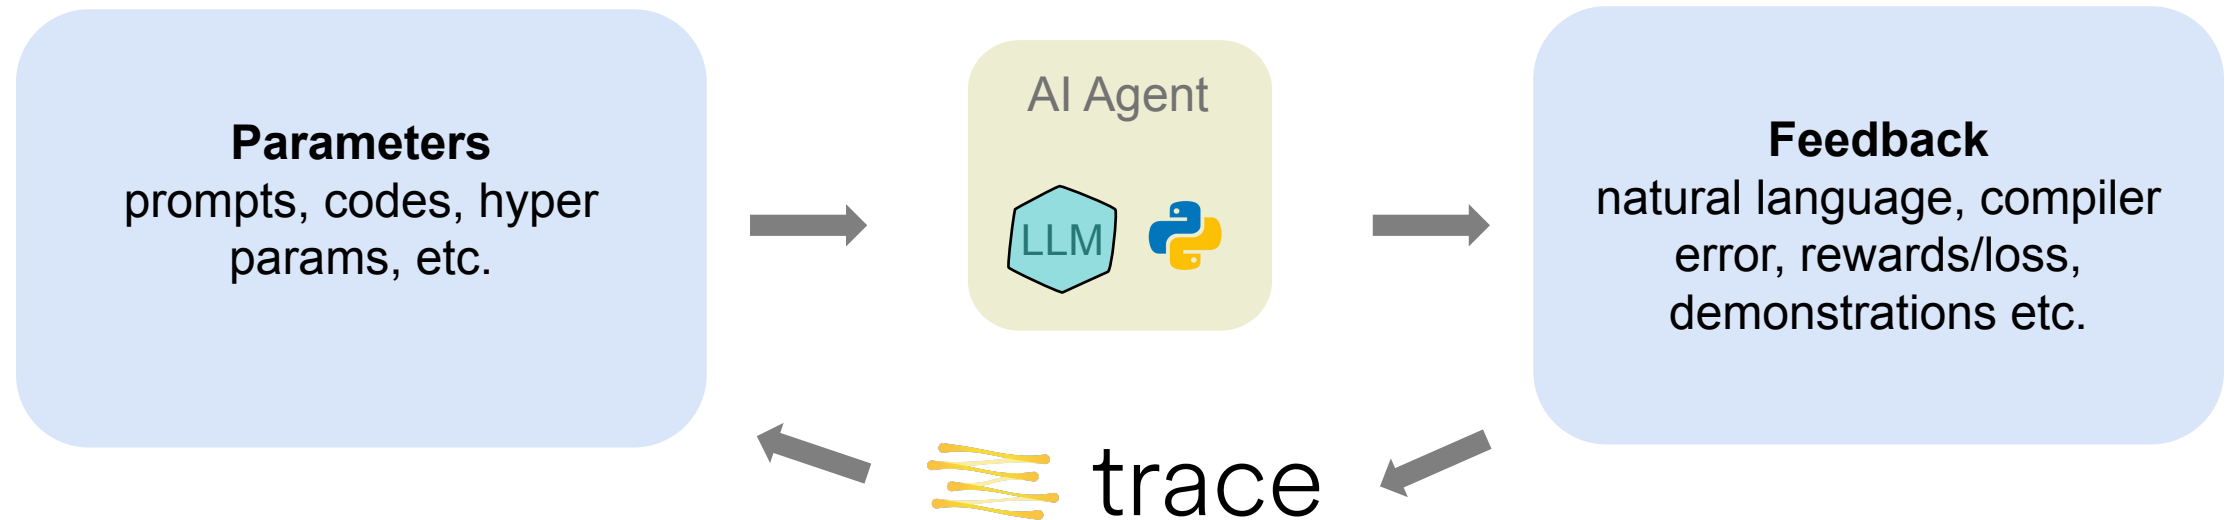 Parameters
prompts, codes, hyper
params, etc.
AI Agent
LLM
Feedback
natural language, compiler
error, rewards/loss,
demonstrations etc.
trace